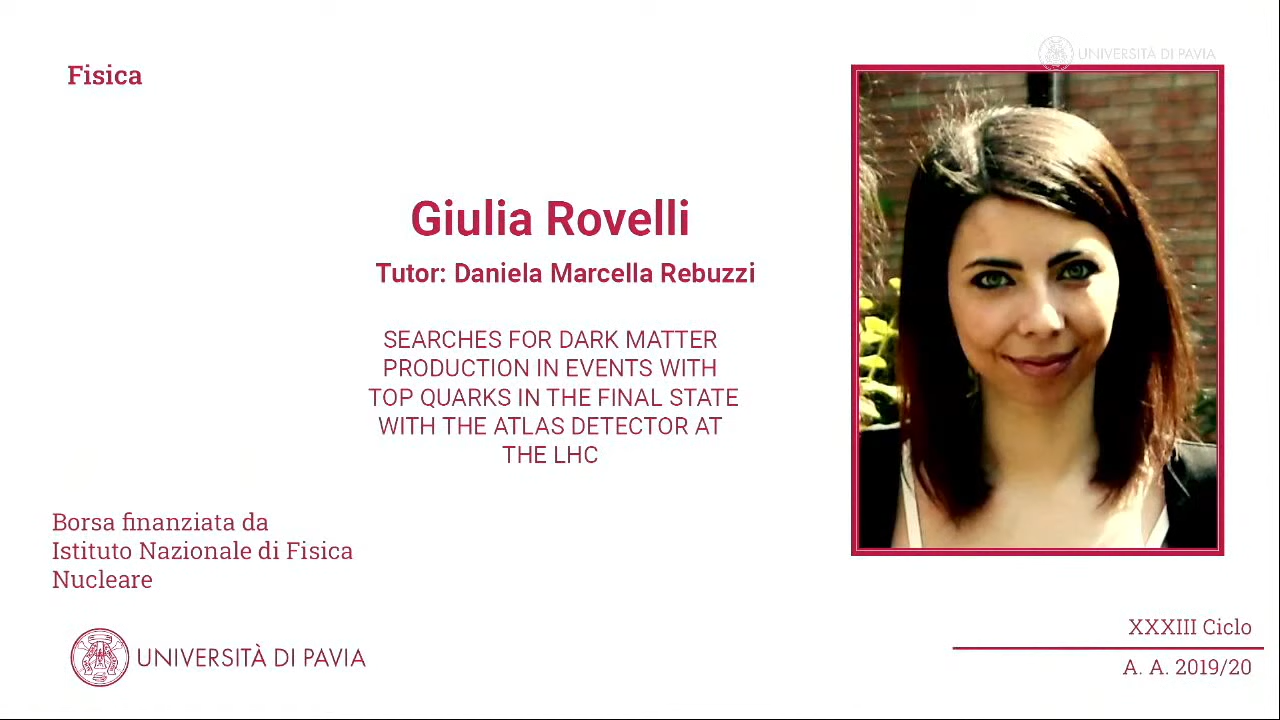 UNIVERSITÀ DI PAVIA
Fisica
Giulia Rovelli
Tutor: Daniela Marcella Rebuzzi
SEARCHES FOR DARK MATTER
PRODUCTION IN EVENTS WITH
TOP QUARKS IN THE FINAL STATE
WITH THE ATLAS DETECTOR AT
THE LHC
Borsa finanziata da
Istituto Nazionale di Fisica
Nucleare
UNIVERSITÀ DI PAVIA
XXXIII Ciclo
A. A. 2019/20